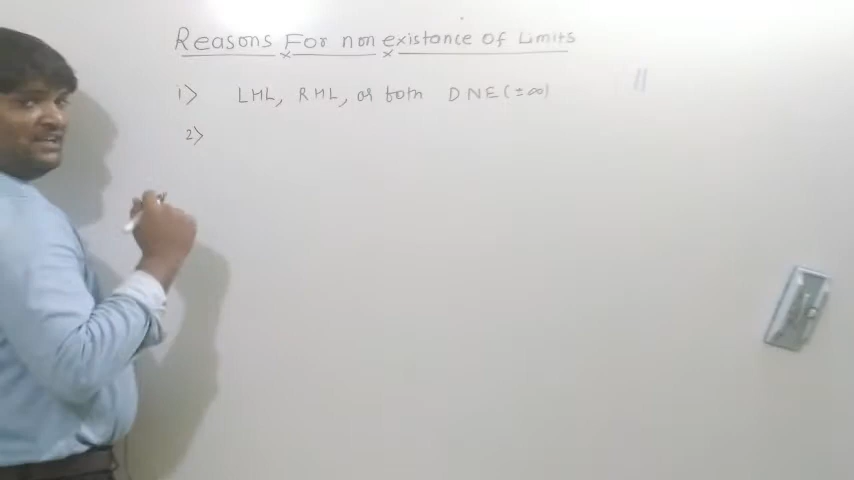 Reasons For non existance of Limits
1> LHL, RHL, or both DNE (±∞)
2>